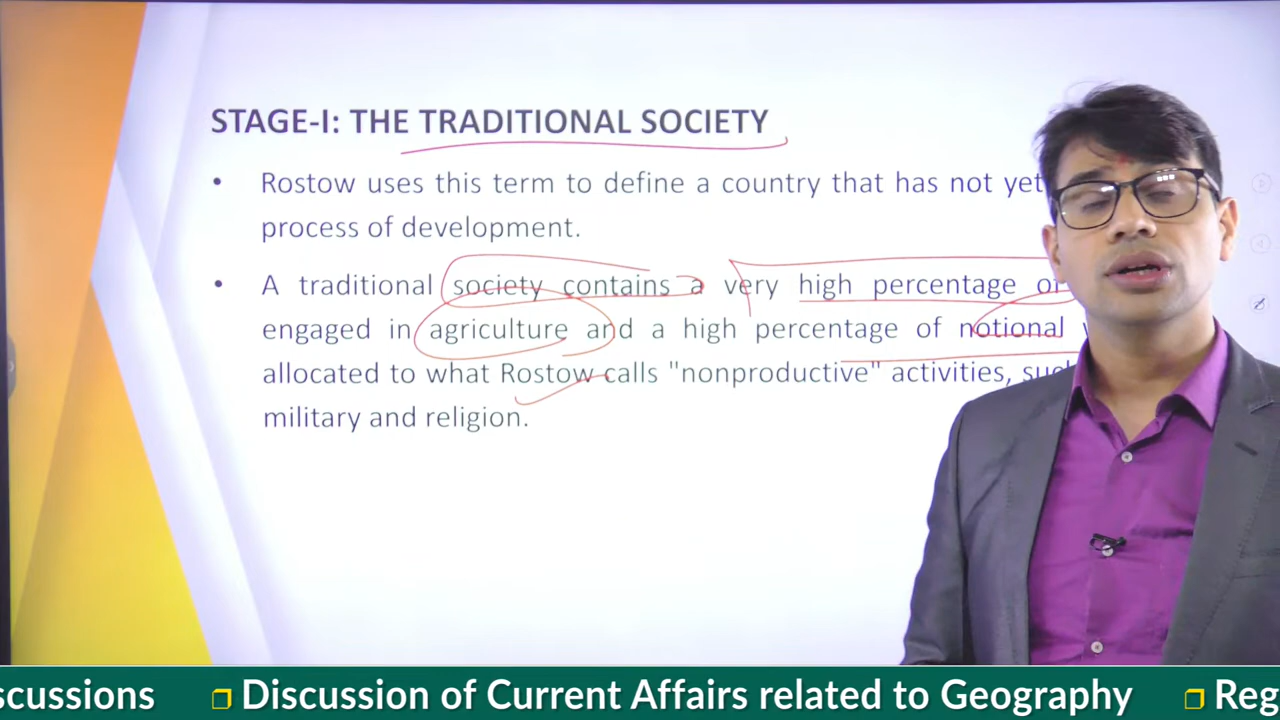 STAGE-I: THE TRADITIONAL SOCIETY
• Rostow uses this term to define a country that has not yet
process of development.
• A traditional society contains a very high percentage of
engaged in agriculture and a high percentage of notional
allocated to what Rostow calls "nonproductive" activities, such
military and religion.
scussions ❒ Discussion of Current Affairs related to Geography ❒ Reg